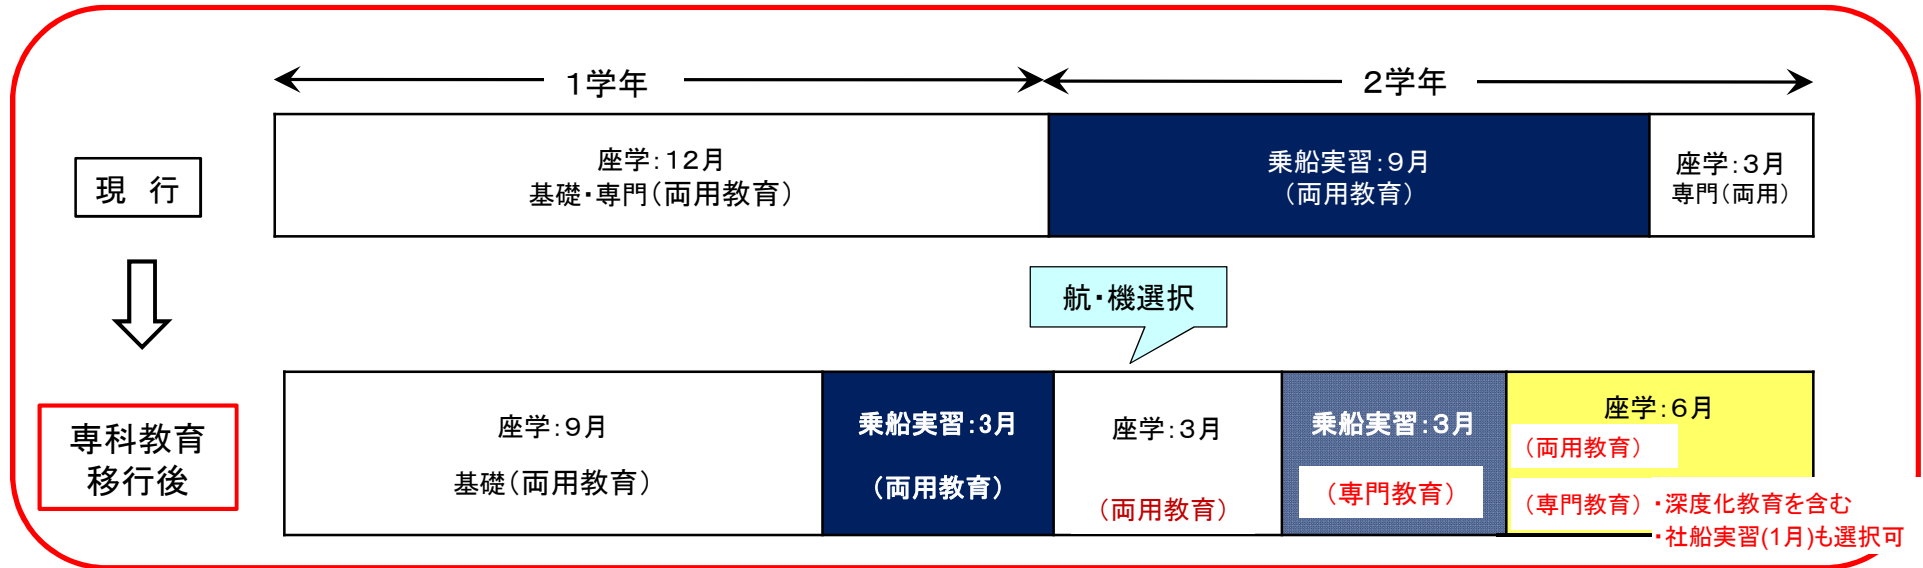 1学年
2学年
現 行
座学:12月
基礎・専門(両用教育)
乗船実習:9月
(両用教育)
座学:3月
専門(両用)
航・機選択
専科教育
移行後
座学:9月
基礎(両用教育)
乗船実習:3月
(両用教育)
座学:3月
(両用教育)
乗船実習:3月
(専門教育)
座学:6月
(両用教育)
(専門教育)・深度化教育を含む
・社船実習(1月)も選択可